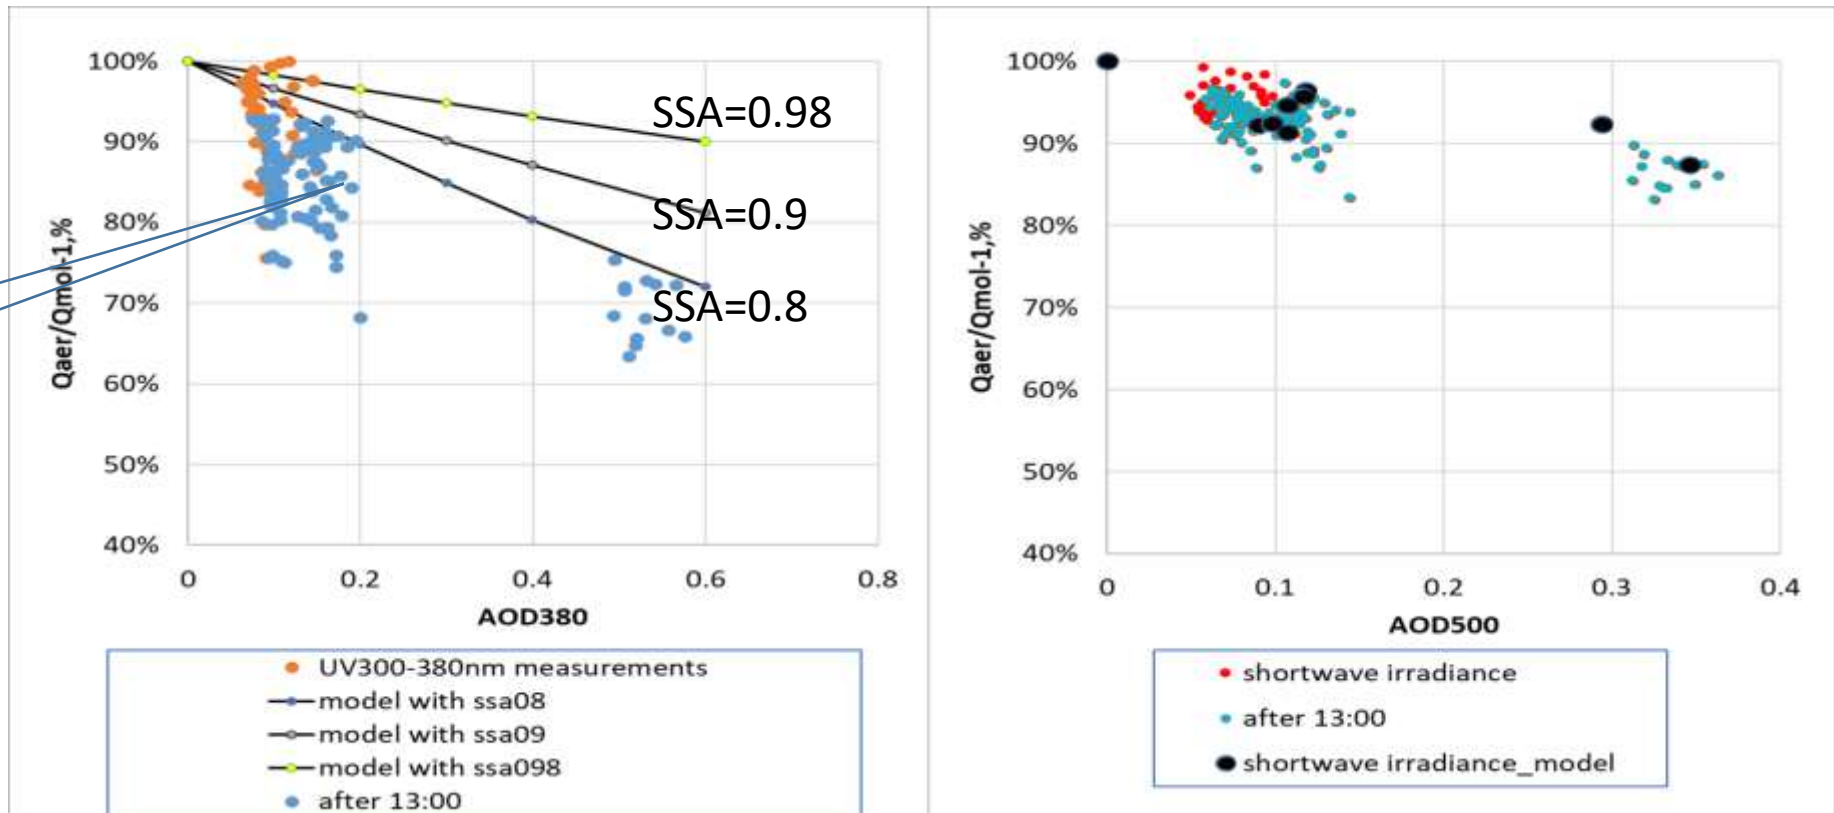 100%
90%
80%
70%
60%
50%
40%
Qaer/Qmol-1,%
SSA=0.98
SSA=0.9
SSA=0.8
0 0.2 0.4 0.6 0.8
AOD380
UV300-380nm measurements
model with ssa08
model with ssa09
model with ssa098
after 13:00
100%
90%
80%
70%
60%
50%
40%
Qaer/Qmol-1,%
0 0.1 0.2 0.3 0.4
AOD500
shortwave irradiance
after 13:00
shortwave irradiance_model